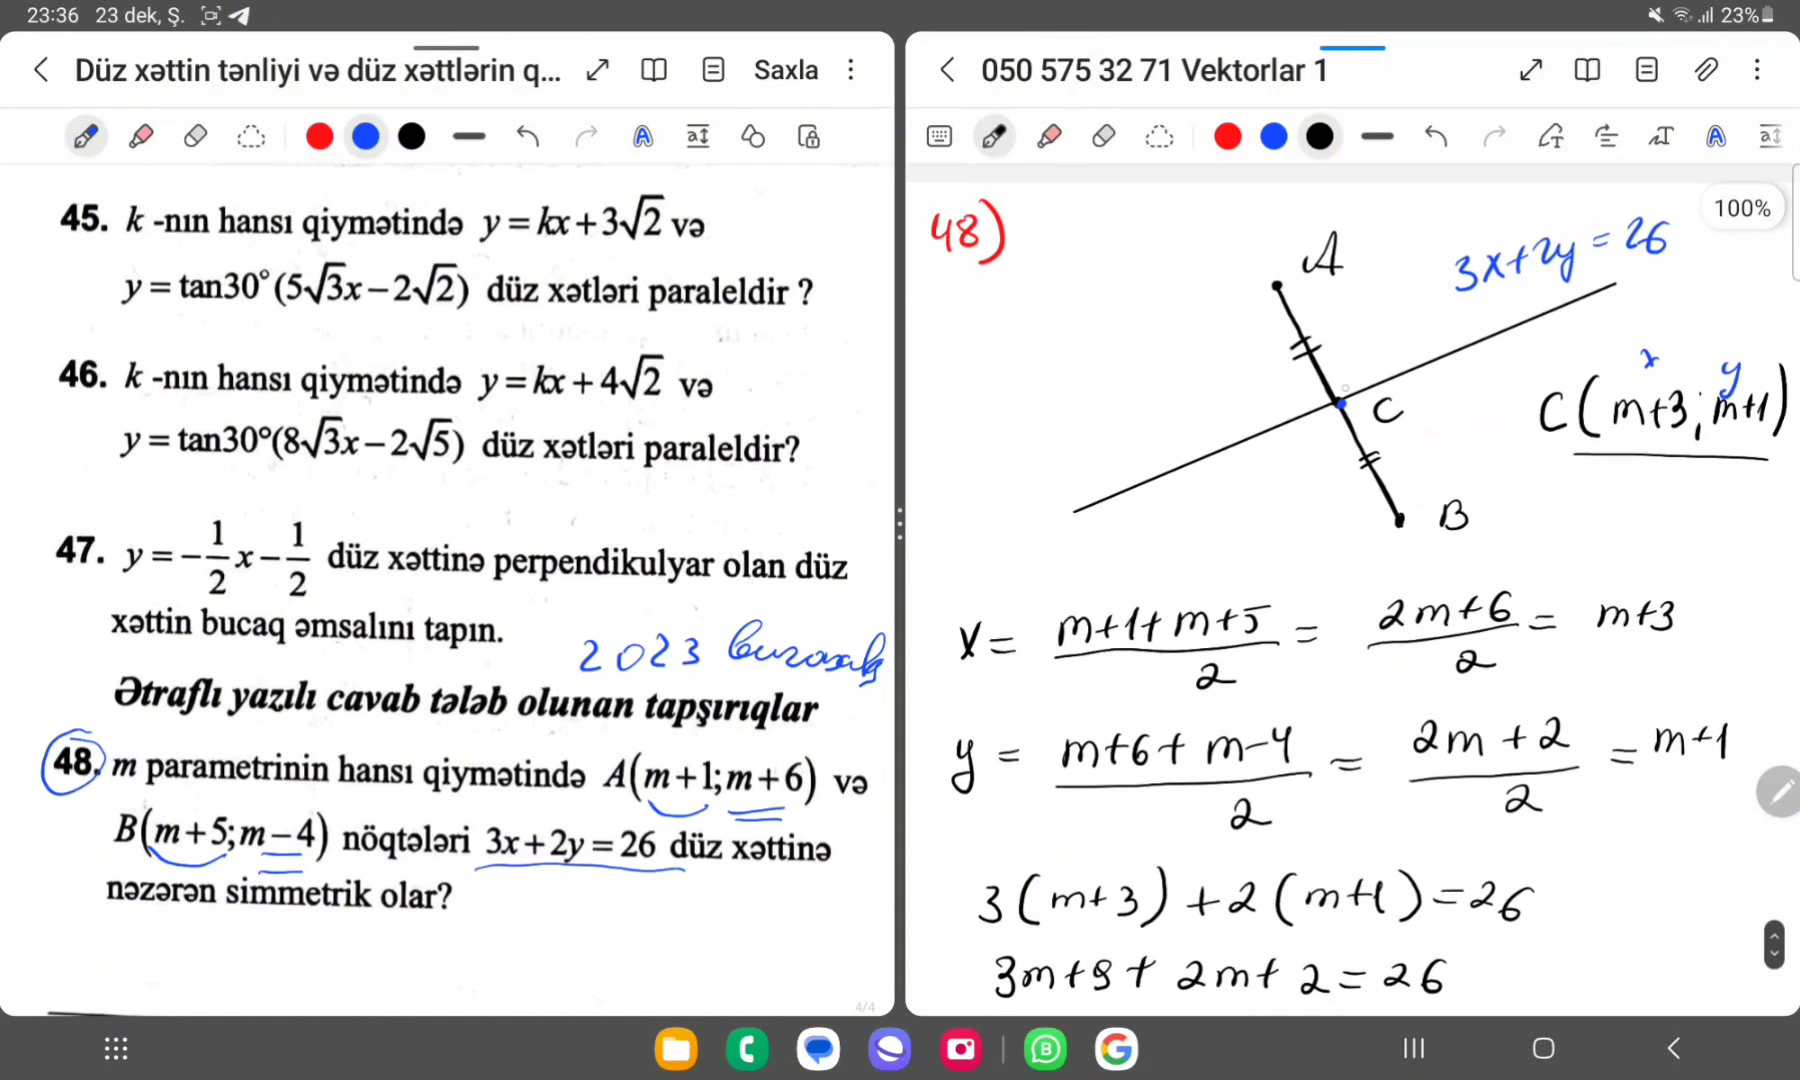 23:36 23 dek, Ş. 23%
Düz xəttin tənliyi və düz xəttlərin q... Saxla
45. k -nın hansı qiymətində y = kx + 3√2 və
y = tan30° (5√3x − 2√2) düz xətləri paraleldir ?
46. k -nın hansı qiymətində y = kx + 4√2 və
y = tan30°(8√3x − 2√5) düz xətləri paraleldir?
47. y = −1/2 x − 1/2 düz xəttinə perpendikulyar olan düz
xəttin bucaq əmsalını tapın.
2023
Ətraflı yazılı cavab tələb olunan tapşırıqlar
48. m parametrinin hansı qiymətində A(m+1; m+6) və
B(m+5; m−4) nöqtələri 3x + 2y = 26 düz xəttinə
nəzərən simmetrik olar?
4/4
050 575 32 71 Vektorlar 1
100%
48)
A
3x+2y=26
x y
C(m+3; m+1)
C
B
x = (m+1+m+5)/2 = (2m+6)/2 = m+3
y = (m+6+m-4)/2 = (2m+2)/2 = m+1
3(m+3)+2(m+1)=26
3m+9+2m+2=26